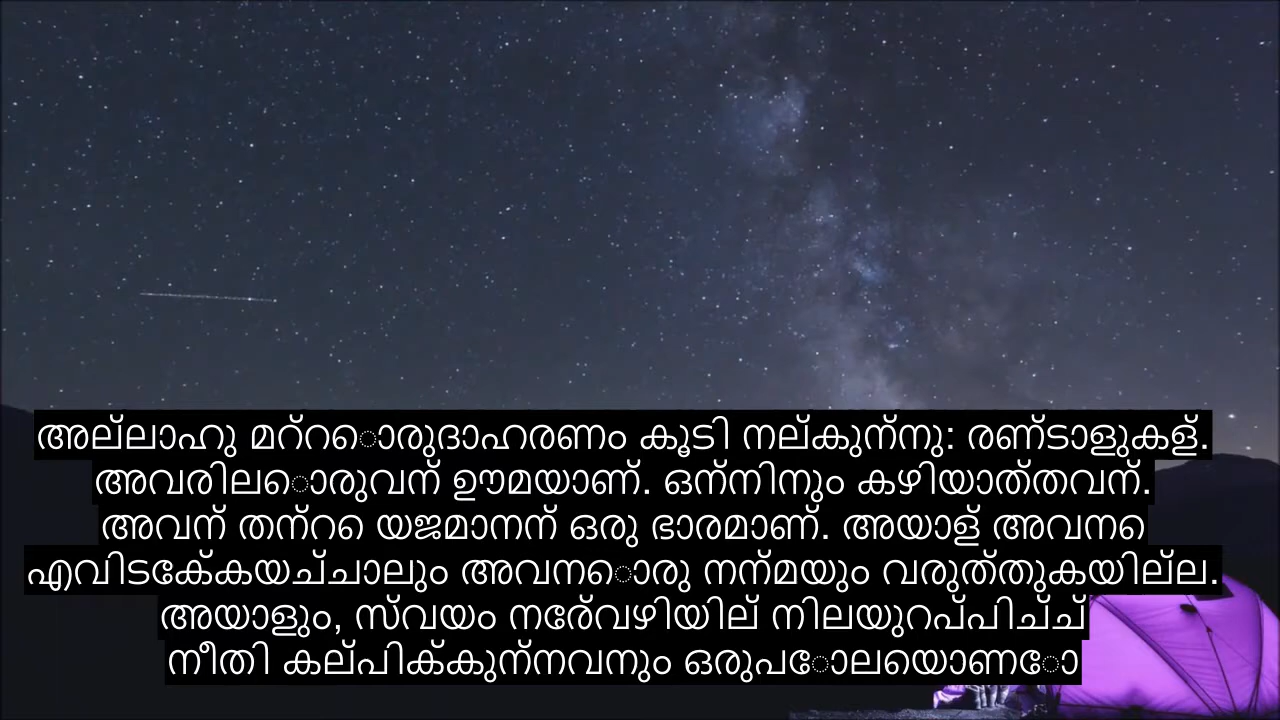 അല്ലാഹു മറ്റൊരുദാഹരണം കൂടി നല്കുന്നു: രണ്ടാളുകള്.
അവരിലൊരുവന് ഊമയാണ്. ഒന്നിനും കഴിയാത്തവന്.
അവന് തന്റെ യജമാനന് ഒരു ഭാരമാണ്. അയാള് അവനെ
എവിടേക്കയച്ചാലും അവനൊരു നന്മയും വരുത്തുകയില്ല.
അയാളും, സ്വയം നേര്വഴിയില് നിലയുറപ്പിച്ച്
നീതി കല്പിക്കുന്നവനും ഒരുപോലെയാണോ